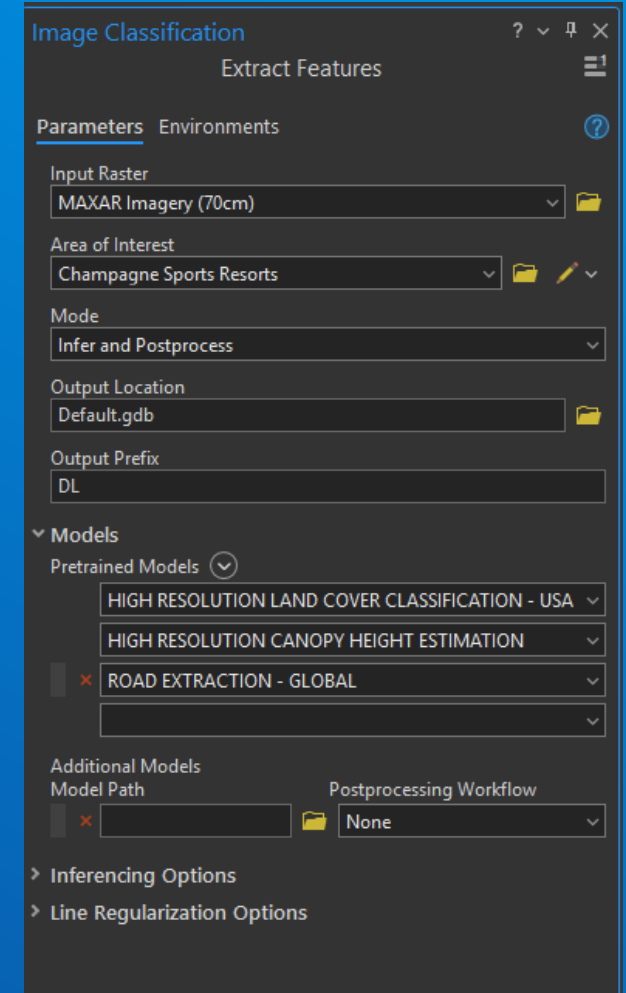 Image Classification
Extract Features
Parameters Environments
Input Raster
MAXAR Imagery (70cm)
Area of Interest
Champagne Sports Resorts
Mode
Infer and Postprocess
Output Location
Default.gdb
Output Prefix
DL
Models
Pretrained Models
HIGH RESOLUTION LAND COVER CLASSIFICATION - USA
HIGH RESOLUTION CANOPY HEIGHT ESTIMATION
ROAD EXTRACTION - GLOBAL
Additional Models
Model Path Postprocessing Workflow
None
Inferencing Options
Line Regularization Options